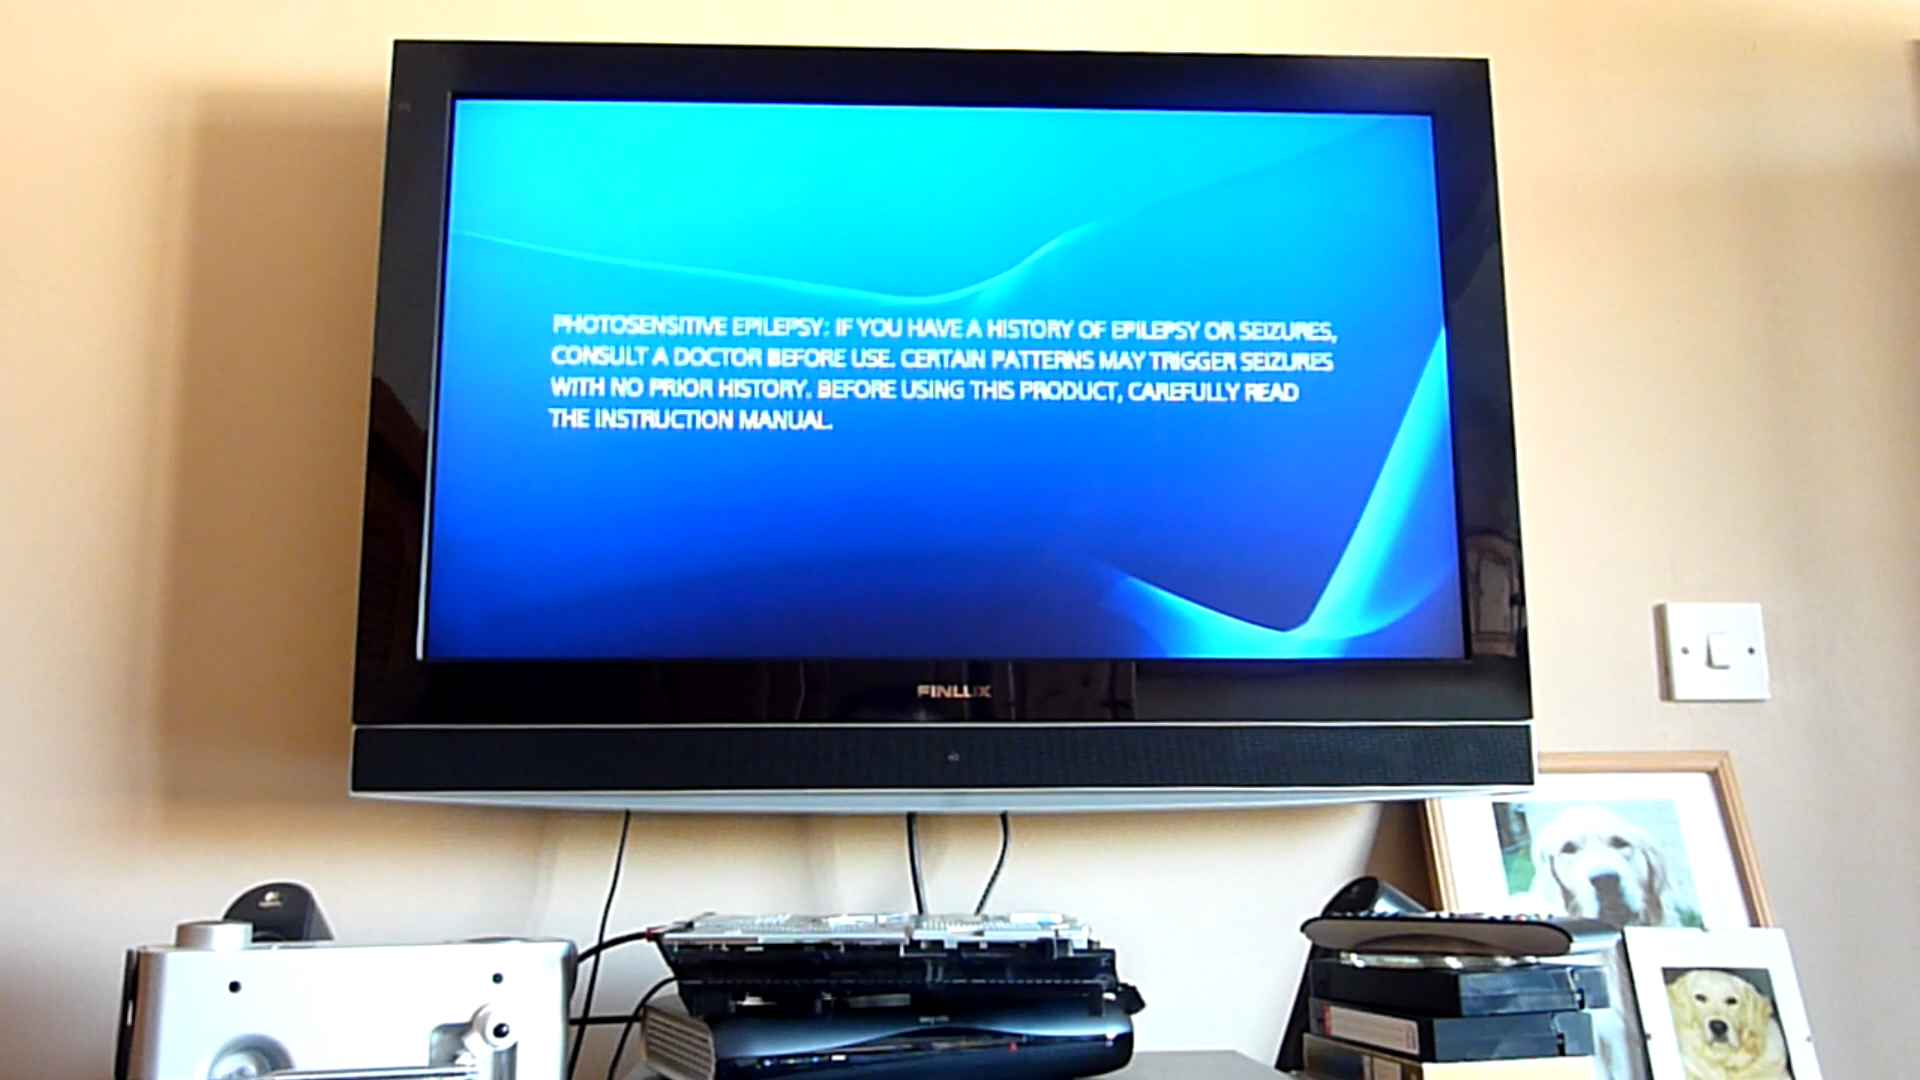 PHOTOSENSITIVE EPILEPSY: IF YOU HAVE A HISTORY OF EPILEPSY OR SEIZURES,
CONSULT A DOCTOR BEFORE USE. CERTAIN PATTERNS MAY TRIGGER SEIZURES
WITH NO PRIOR HISTORY. BEFORE USING THIS PRODUCT, CAREFULLY READ
THE INSTRUCTION MANUAL.
FINLUX